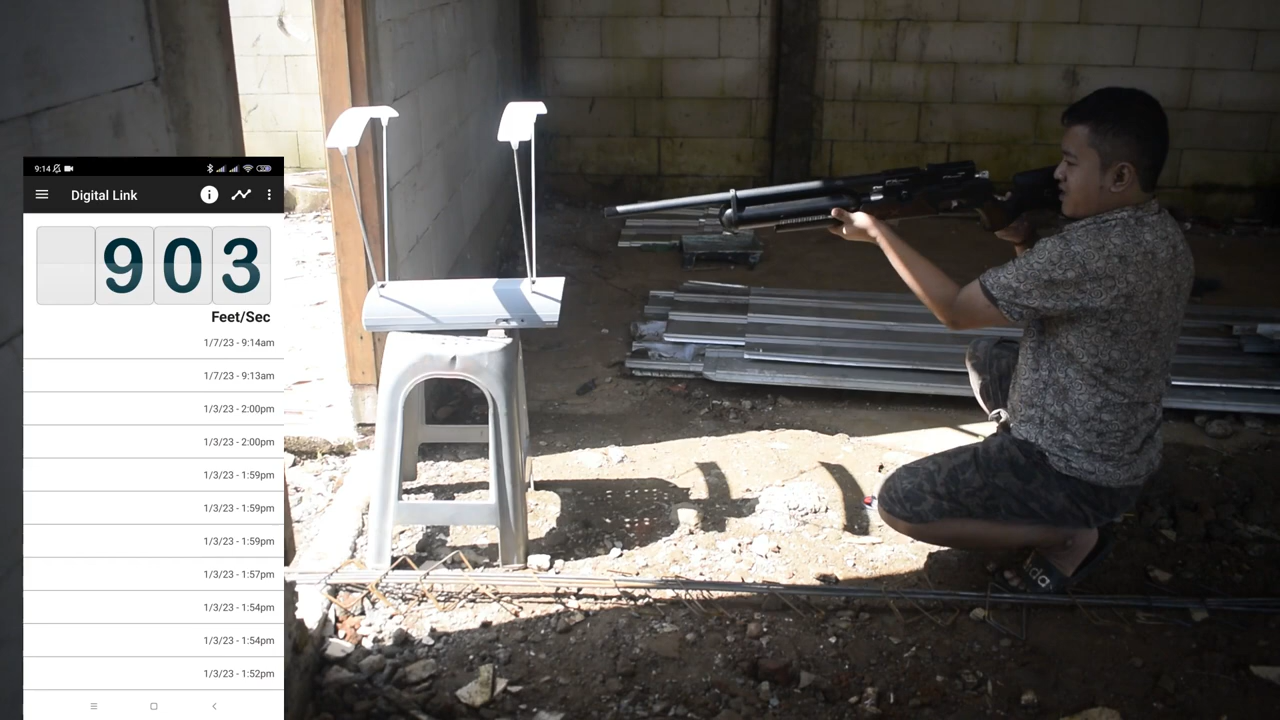 9:14
Digital Link
903
Feet/Sec
1/7/23 - 9:14am
1/7/23 - 9:13am
1/3/23 - 2:00pm
1/3/23 - 2:00pm
1/3/23 - 1:59pm
1/3/23 - 1:59pm
1/3/23 - 1:59pm
1/3/23 - 1:57pm
1/3/23 - 1:54pm
1/3/23 - 1:54pm
1/3/23 - 1:52pm